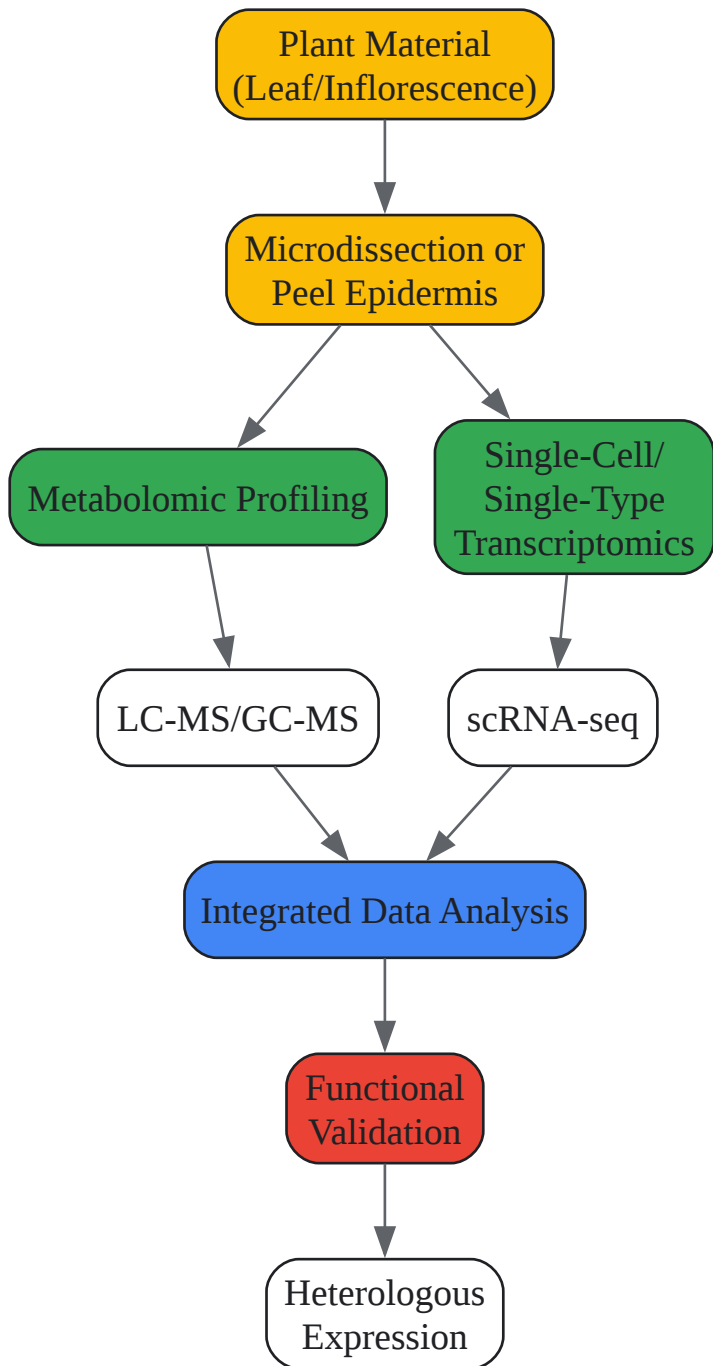 Plant Material
(Leaf/Inflorescence)
Microdissection or
Peel Epidermis
Metabolomic Profiling
Single-Cell/
Single-Type
Transcriptomics
LC-MS/GC-MS
scRNA-seq
Integrated Data Analysis
Functional
Validation
Heterologous
Expression